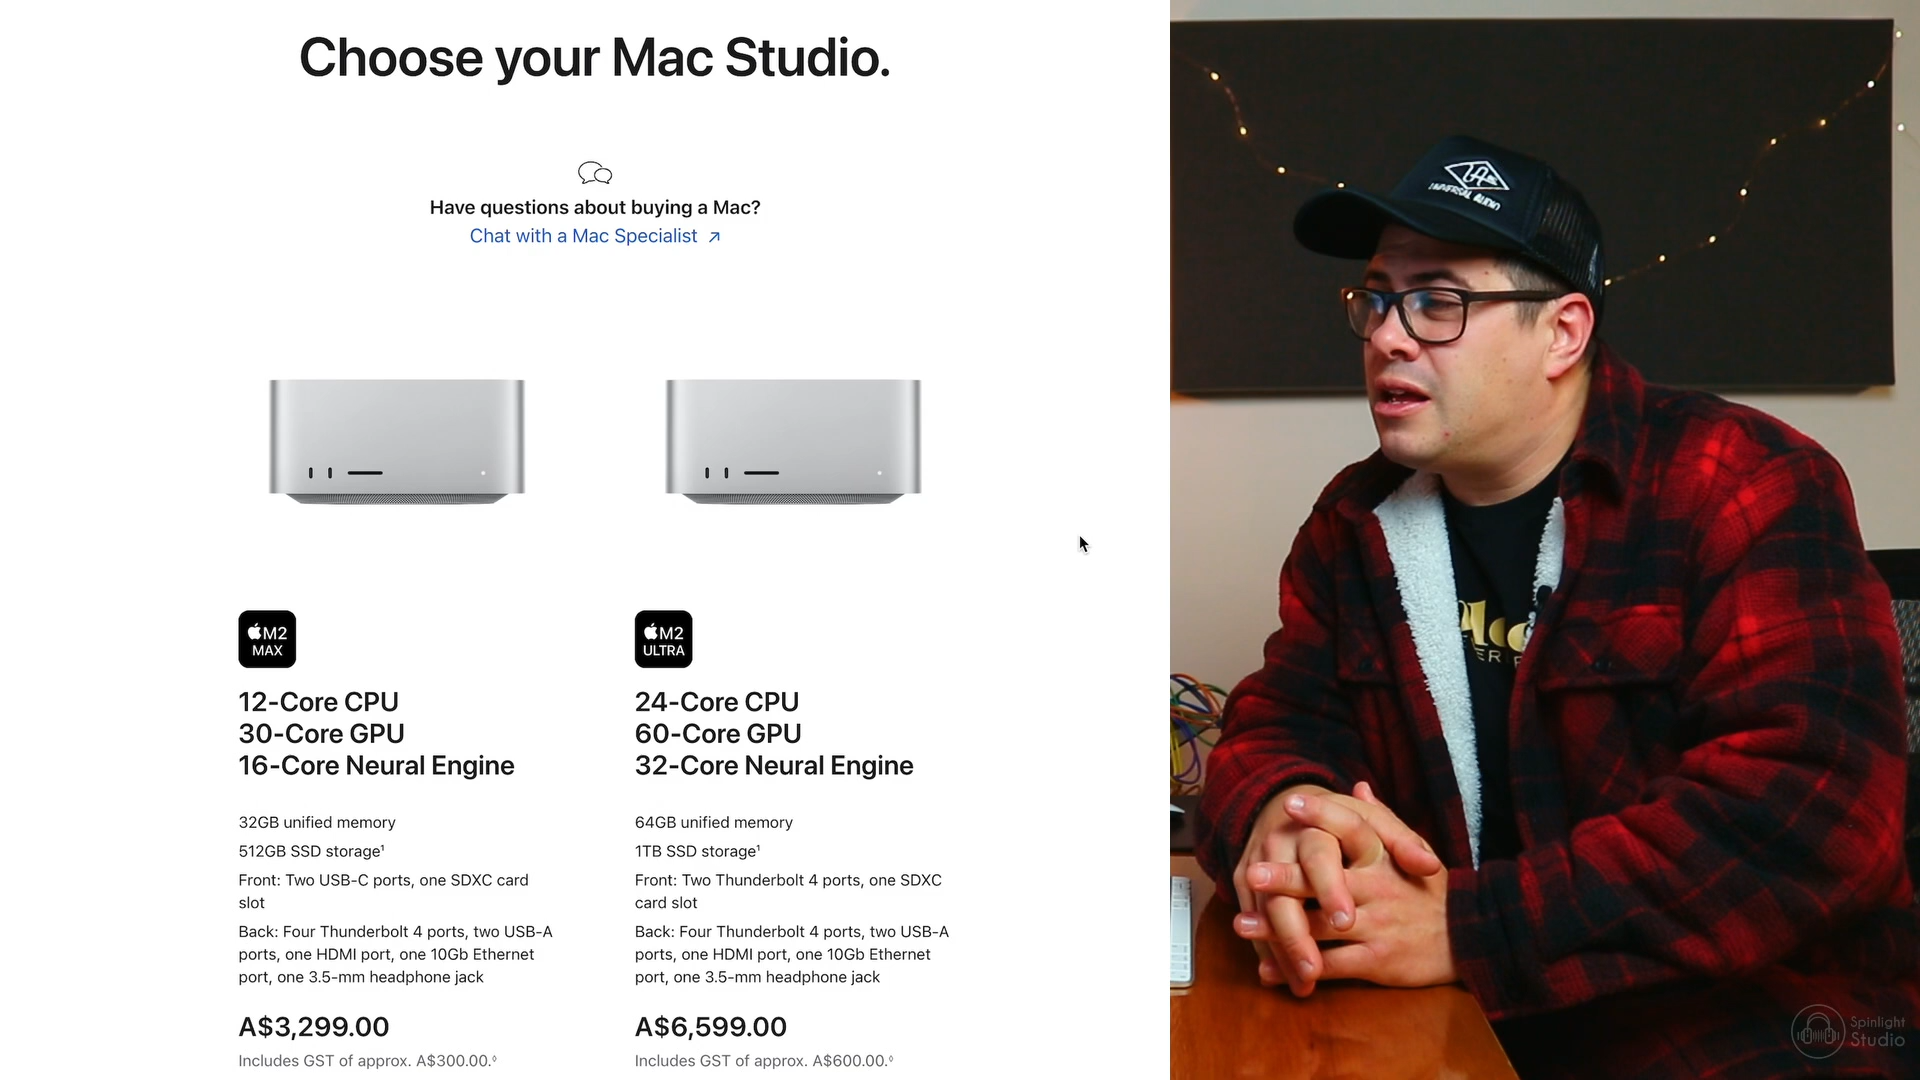 Choose your Mac Studio.
Have questions about buying a Mac?
Chat with a Mac Specialist ↗
M2
MAX
12-Core CPU
30-Core GPU
16-Core Neural Engine
32GB unified memory
512GB SSD storage¹
Front: Two USB-C ports, one SDXC card
slot
Back: Four Thunderbolt 4 ports, two USB-A
ports, one HDMI port, one 10Gb Ethernet
port, one 3.5-mm headphone jack
A$3,299.00
Includes GST of approx. A$300.00.◊
M2
ULTRA
24-Core CPU
60-Core GPU
32-Core Neural Engine
64GB unified memory
1TB SSD storage¹
Front: Two Thunderbolt 4 ports, one SDXC
card slot
Back: Four Thunderbolt 4 ports, two USB-A
ports, one HDMI port, one 10Gb Ethernet
port, one 3.5-mm headphone jack
A$6,599.00
Includes GST of approx. A$600.00.◊
UA
UNIVERSAL AUDIO
Spinlight
Studio